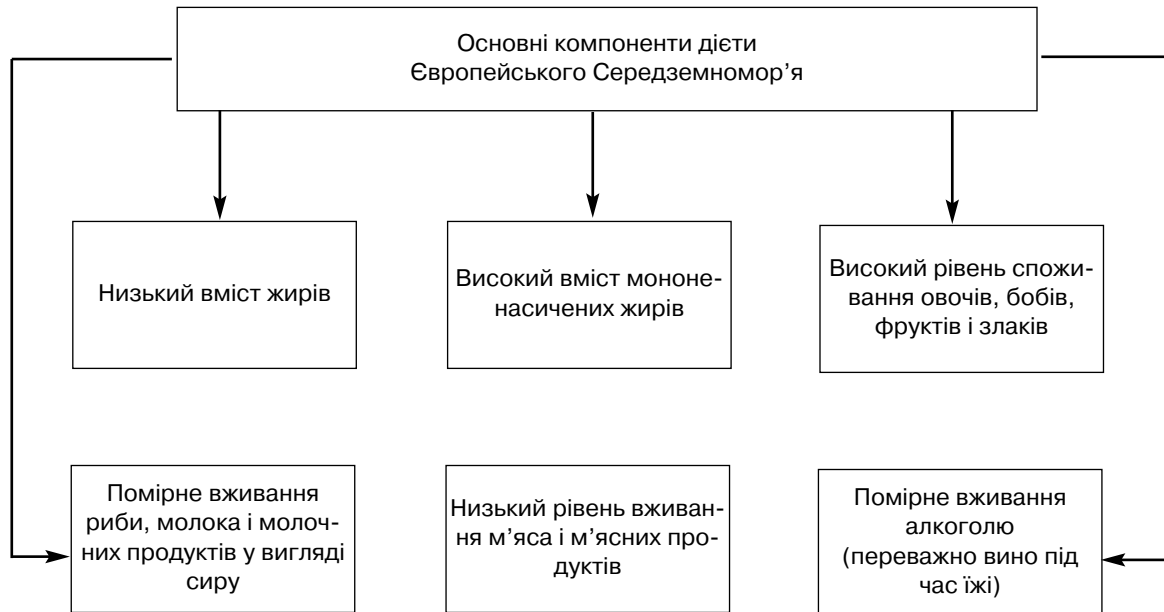 Основні компоненти дієти
Європейського Середземномор’я
Низький вміст жирів
Високий вміст мононе-
насичених жирів
Високий рівень спожи-
вання овочів, бобів,
фруктів і злаків
Помірне вживання
риби, молока і молоч-
них продуктів у вигляді
сиру
Низький рівень вживан-
ня м’яса і м’ясних про-
дуктів
Помірне вживання
алкоголю
(переважно вино під
час їжі)